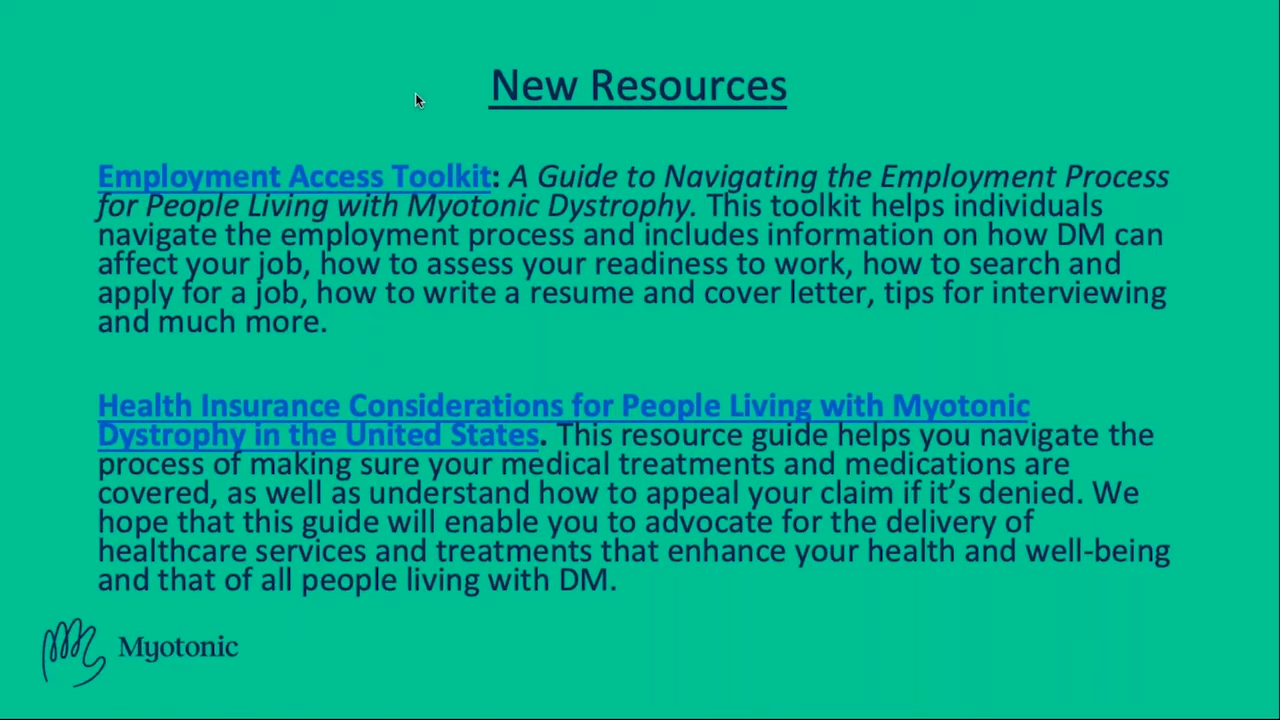 New Resources
Employment Access Toolkit: A Guide to Navigating the Employment Process
for People Living with Myotonic Dystrophy. This toolkit helps individuals
navigate the employment process and includes information on how DM can
affect your job, how to assess your readiness to work, how to search and
apply for a job, how to write a resume and cover letter, tips for interviewing
and much more.
Health Insurance Considerations for People Living with Myotonic
Dystrophy in the United States. This resource guide helps you navigate the
process of making sure your medical treatments and medications are
covered, as well as understand how to appeal your claim if it’s denied. We
hope that this guide will enable you to advocate for the delivery of
healthcare services and treatments that enhance your health and well-being
and that of all people living with DM.
Myotonic